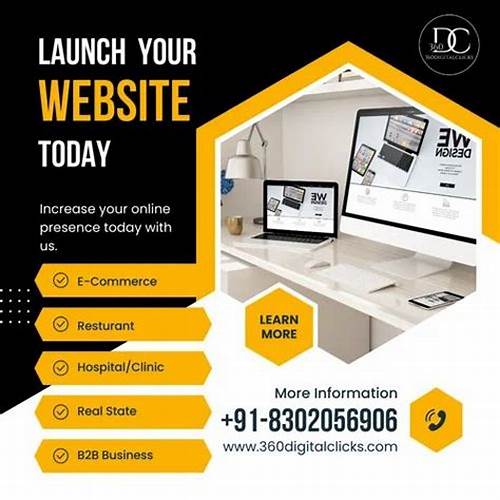 LAUNCH YOUR
WEBSITE
TODAY
360
DC
360DIGITALCLICKS
Increase your online
presence today with
us.
E-Commerce
Resturant
Hospital/Clinic
Real State
B2B Business
WE
DESIGN
WE
DESIGN
LEARN
MORE
More Information
+91-8302056906
www.360digitalclicks.com